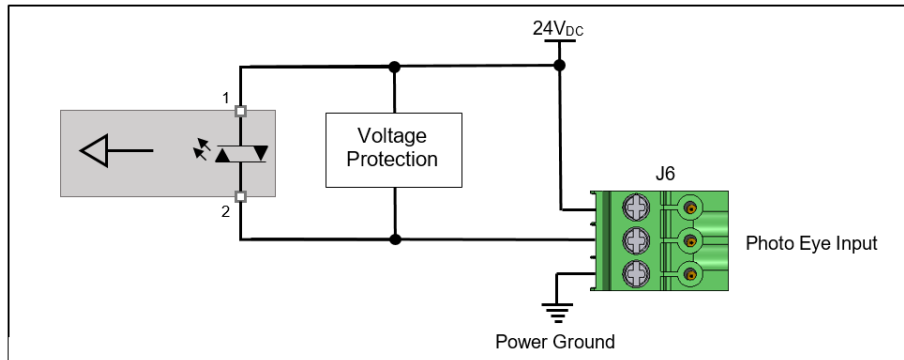 24VDC
1
Voltage
Protection
2
J6
Photo Eye Input
Power Ground